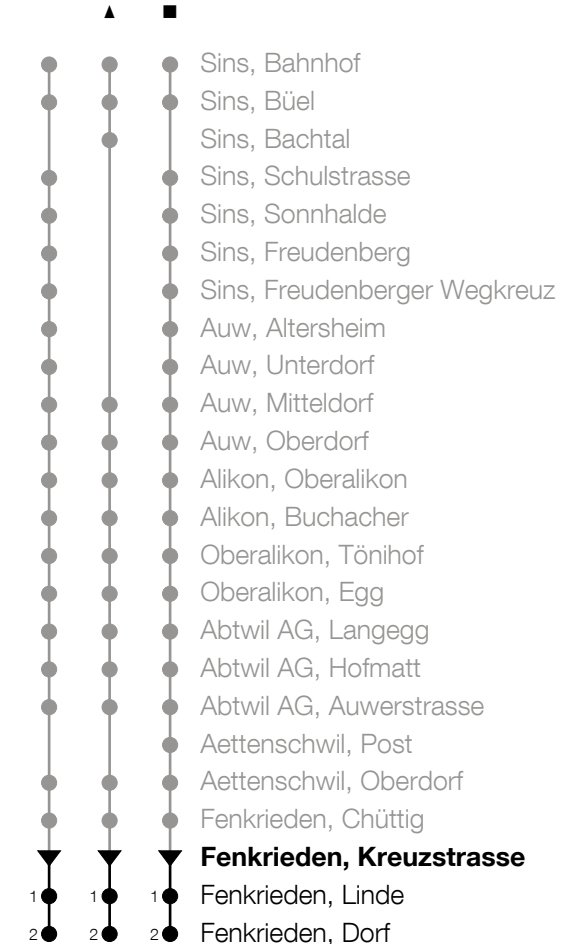 ▲ ■
Sins, Bahnhof
Sins, Büel
Sins, Bachtal
Sins, Schulstrasse
Sins, Sonnhalde
Sins, Freudenberg
Sins, Freudenberger Wegkreuz
Auw, Altersheim
Auw, Unterdorf
Auw, Mitteldorf
Auw, Oberdorf
Alikon, Oberalikon
Alikon, Buchacher
Oberalikon, Tönihof
Oberalikon, Egg
Abtwil AG, Langegg
Abtwil AG, Hofmatt
Abtwil AG, Auwerstrasse
Aettenschwil, Post
Aettenschwil, Oberdorf
Fenkrieden, Chüttig
Fenkrieden, Kreuzstrasse
1 1 1 Fenkrieden, Linde
2 2 2 Fenkrieden, Dorf